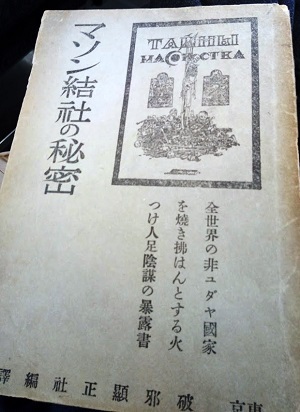 マソン結社の秘密
ТАЙНЫ
МАСОНСТВА
全世界の非ユダヤ國家
を燒き拂はんとする火
つけ人足陰謀の暴露書
東京 破邪顯正社編譯